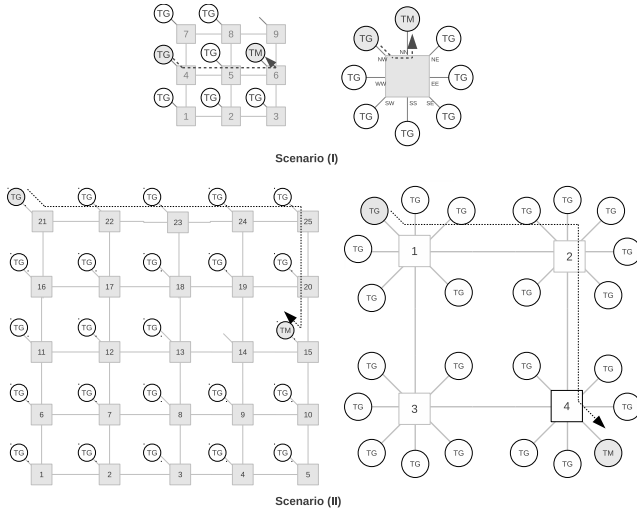 TG TG
7 8 9
TG TG TM
4 5 6
TG TG TG
1 2 3
TM
TG TG
NN
NW NE
TG WW EE TG
SW SS SE
TG TG
TG
Scenario (I)
TG TG TG TG TG
21 22 23 24 25
TG TG TG TG TG
16 17 18 19 20
TG TG TG TM
11 12 13 14 15
TG TG TG TG TG
6 7 8 9 10
TG TG TG TG TG
1 2 3 4 5
TG TG TG TG TG TG
TG 1 2 TG
TG TG TG TG
TG TG TG TG
TG 3 4 TG
TG TG TG TG TG TM
Scenario (II)